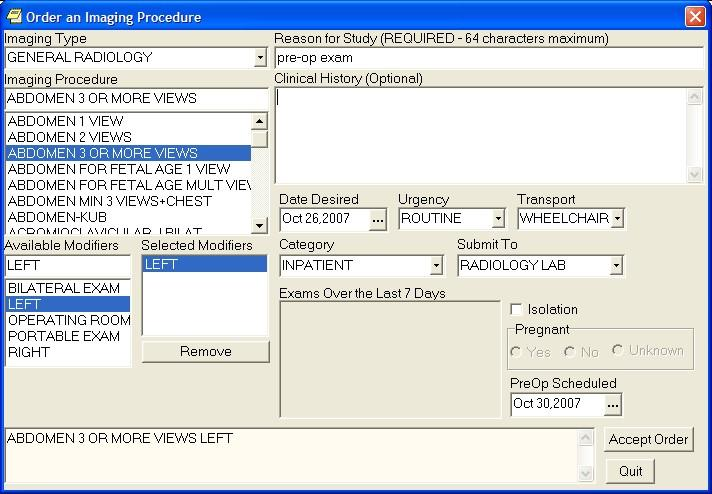 Order an Imaging Procedure
Imaging Type
GENERAL RADIOLOGY
Reason for Study (REQUIRED - 64 characters maximum)
pre-op exam
Imaging Procedure
ABDOMEN 3 OR MORE VIEWS
ABDOMEN 1 VIEW
ABDOMEN 2 VIEWS
ABDOMEN 3 OR MORE VIEWS
ABDOMEN FOR FETAL AGE 1 VIEW
ABDOMEN FOR FETAL AGE MULT VIEV
ABDOMEN MIN 3 VIEWS+CHEST
ABDOMEN-KUB
ACROMIOCLAVICULAR J BILAT
Clinical History (Optional)
Date Desired
Oct 26,2007 ...
Urgency
ROUTINE
Transport
WHEELCHAIR
Available Modifiers
LEFT
BILATERAL EXAM
LEFT
OPERATING ROOM
PORTABLE EXAM
RIGHT
Selected Modifiers
LEFT
Remove
Category
INPATIENT
Submit To
RADIOLOGY LAB
Exams Over the Last 7 Days
Isolation
Pregnant
Yes No Unknown
PreOp Scheduled
Oct 30,2007 ...
ABDOMEN 3 OR MORE VIEWS LEFT
Accept Order
Quit